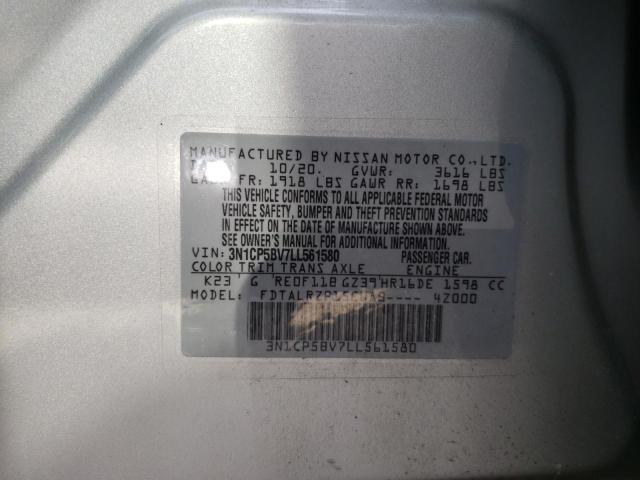 MANUFACTURED BY NISSAN MOTOR CO.,LTD.
10/20. GVWR: 3616 LBS
GAWR FR: 1918 LBS GAWR RR: 1698 LBS
THIS VEHICLE CONFORMS TO ALL APPLICABLE FEDERAL MOTOR
VEHICLE SAFETY, BUMPER AND THEFT PREVENTION STANDARDS
IN EFFECT ON THE DATE OF MANUFACTURE SHOWN ABOVE.
SEE OWNER'S MANUAL FOR ADDITIONAL INFORMATION.
VIN: 3N1CP5BV7LL561580 PASSENGER CAR.
COLOR TRIM TRANS AXLE ENGINE
K23 G RE0F11B GZ39 HR16DE 1598 CC
MODEL: 4Z000
3N1CP5BV7LL561580